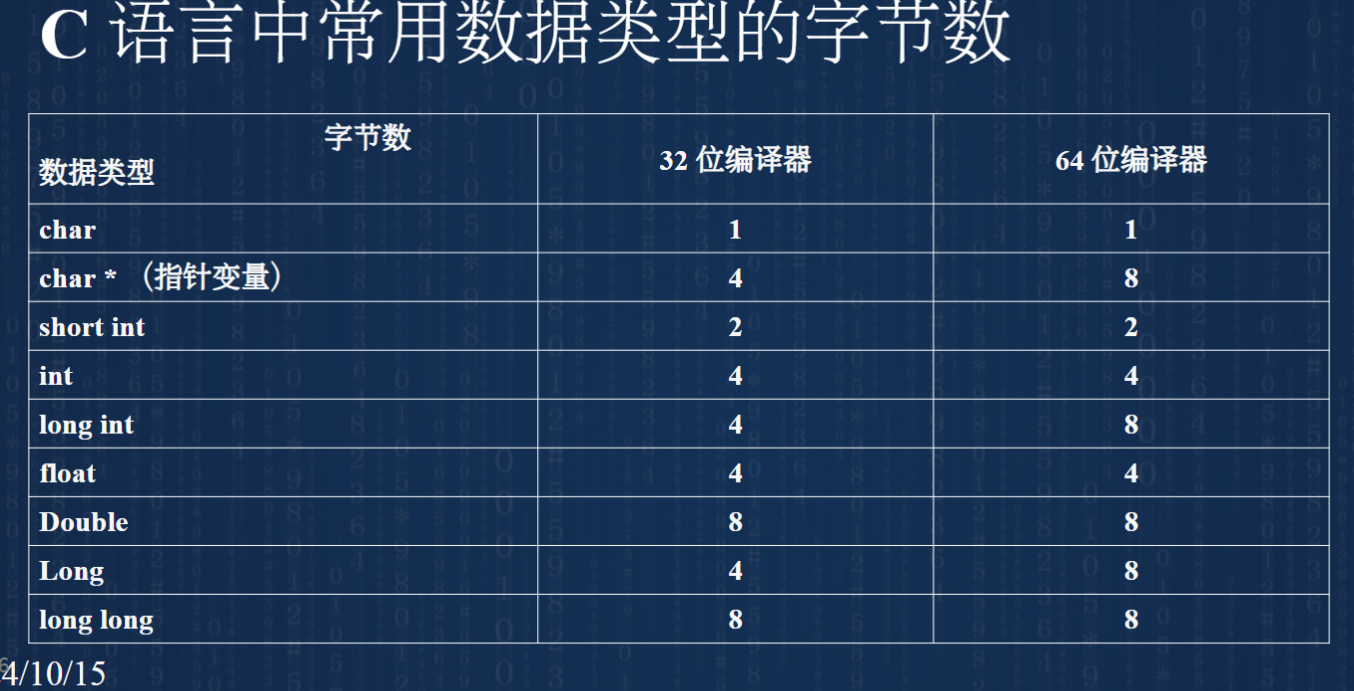 C 语言中常用数据类型的字节数
字节数
数据类型
32 位编译器
64 位编译器
char 1 1
char * （指针变量） 4 8
short int 2 2
int 4 4
long int 4 8
float 4 4
Double 8 8
Long 4 8
long long 8 8
4/10/15